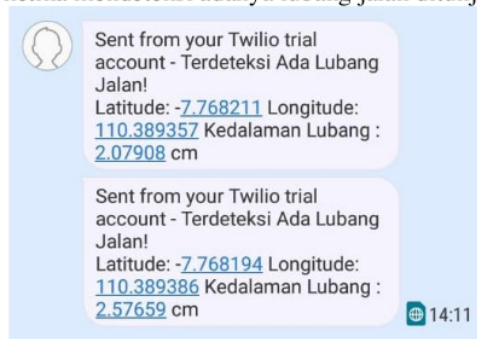 Sent from your Twilio trial
account - Terdeteksi Ada Lubang
Jalan!
Latitude: -7.768211 Longitude:
110.389357 Kedalaman Lubang :
2.07908 cm
Sent from your Twilio trial
account - Terdeteksi Ada Lubang
Jalan!
Latitude: -7.768194 Longitude:
110.389386 Kedalaman Lubang :
2.57659 cm
14:11